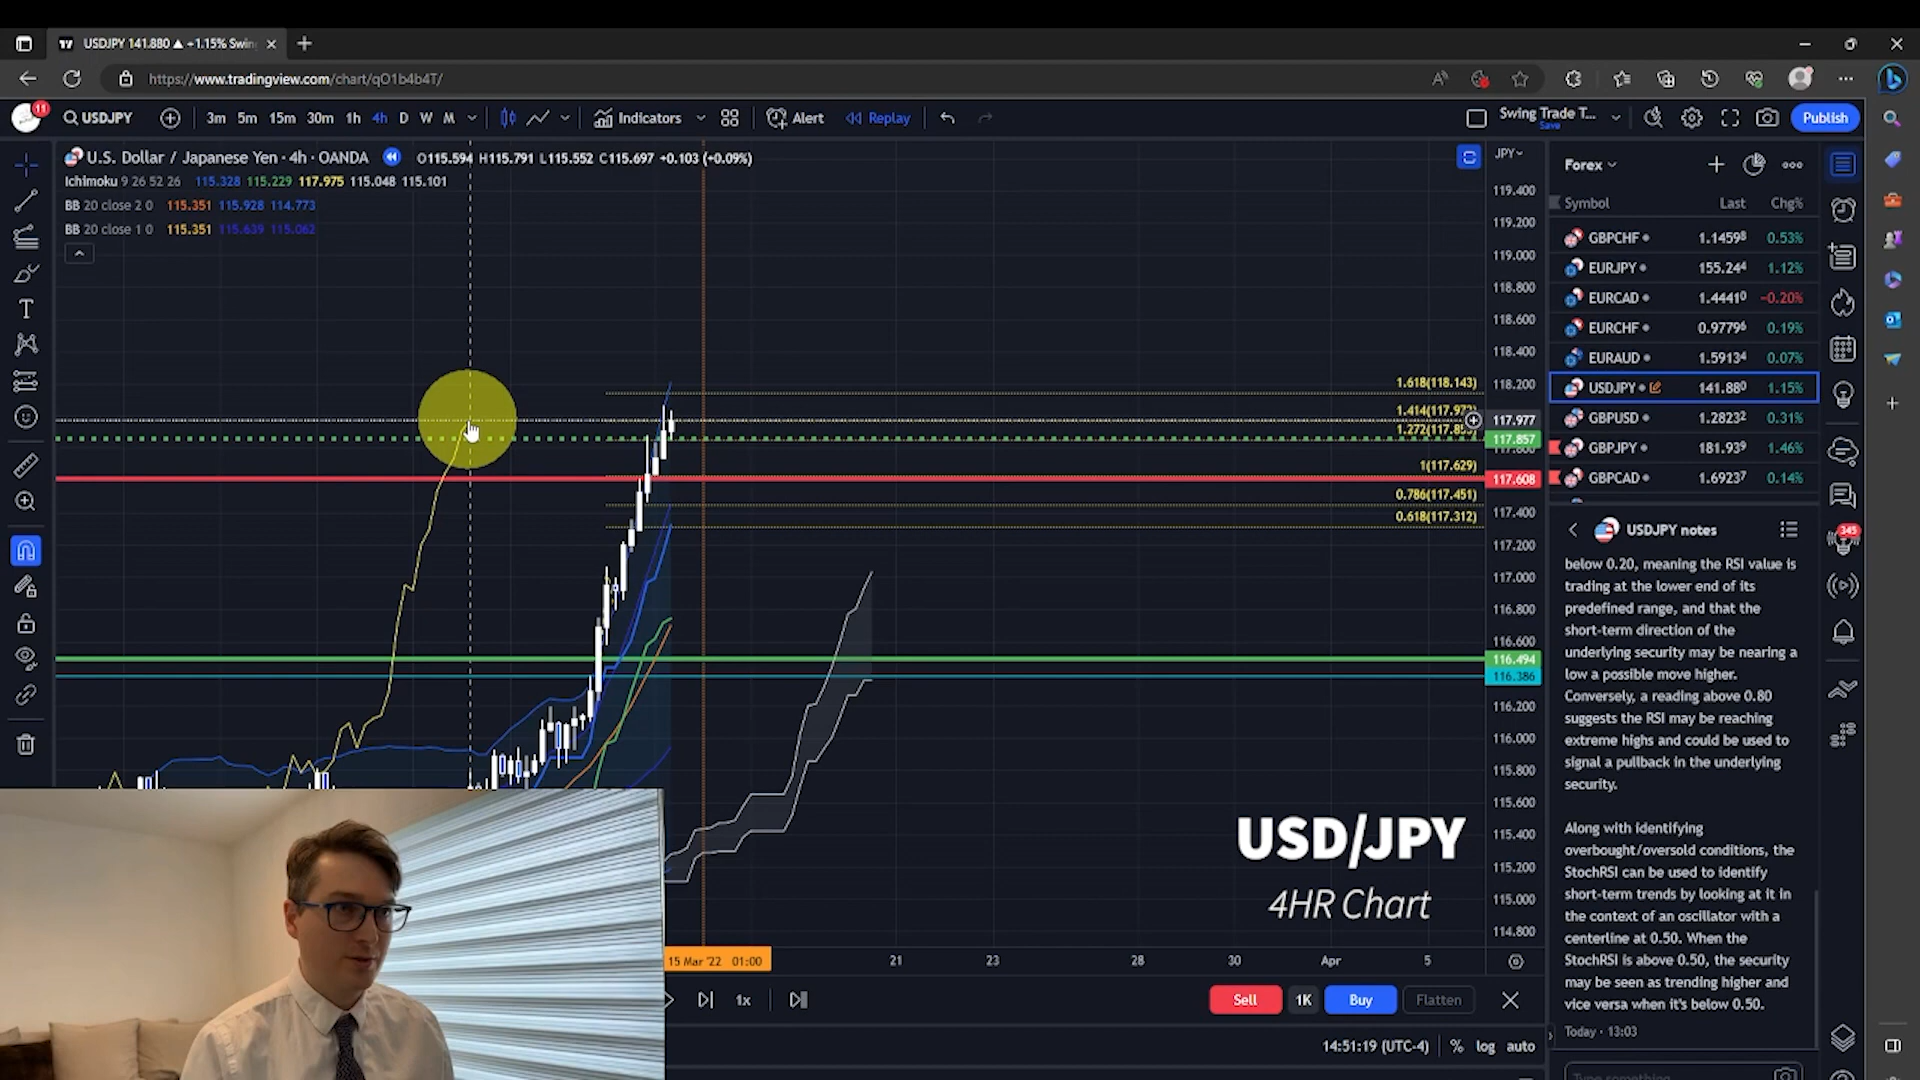 USDJPY 141.880 ▲ +1.15% Swin
https://www.tradingview.com/chart/qO1b4b4T/
11
USDJPY
3m 5m 15m 30m 1h 4h D W M
Indicators
Alert
Replay
Swing Trade T...
Save
Publish
U.S. Dollar / Japanese Yen · 4h · OANDA
O115.594 H115.791 L115.552 C115.697 +0.103 (+0.09%)
Ichimoku 9 26 52 26 115.328 115.229 117.975 115.048 115.101
BB 20 close 2 0 115.351 115.928 114.773
BB 20 close 1 0 115.351 115.639 115.062
JPY
119.400
119.200
119.000
118.800
118.600
118.400
118.200
117.977
117.857
117.608
117.400
117.200
117.000
116.800
116.600
116.494
116.386
116.200
116.000
115.800
115.600
115.400
115.200
115.000
114.800
1.618(118.143)
1(117.629)
0.786(117.451)
0.618(117.312)
USD/JPY
4HR Chart
15 Mar '22 01:00
21 23 28 30 Apr 5
1x
Sell 1K Buy Flatten
14:51:19 (UTC-4) % log auto
Forex
Symbol Last Chg%
GBPCHF 1.14598 0.53%
EURJPY 155.244 1.12%
EURCAD 1.44410 −0.20%
EURCHF 0.97796 0.19%
EURAUD 1.59134 0.07%
USDJPY 141.880 1.15%
GBPUSD 1.28232 0.31%
GBPJPY 181.939 1.46%
GBPCAD 1.69237 0.14%
USDJPY notes
345
below 0.20, meaning the RSI value is
trading at the lower end of its
predefined range, and that the
short-term direction of the
underlying security may be nearing a
low a possible move higher.
Conversely, a reading above 0.80
suggests the RSI may be reaching
extreme highs and could be used to
signal a pullback in the underlying
security.
Along with identifying
overbought/oversold conditions, the
StochRSI can be used to identify
short-term trends by looking at it in
the context of an oscillator with a
centerline at 0.50. When the
StochRSI is above 0.50, the security
may be seen as trending higher and
vice versa when it's below 0.50.
Today · 13:03